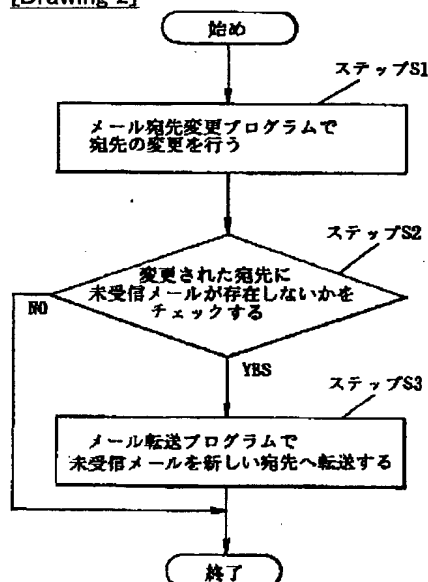 [Drawing 2]
始め
ステップS1
メール宛先変更プログラムで
宛先の変更を行う
ステップS2
変更された宛先に
未受信メールが存在しないかを
チェックする
NO
YES
ステップS3
メール転送プログラムで
未受信メールを新しい宛先へ転送する
終了